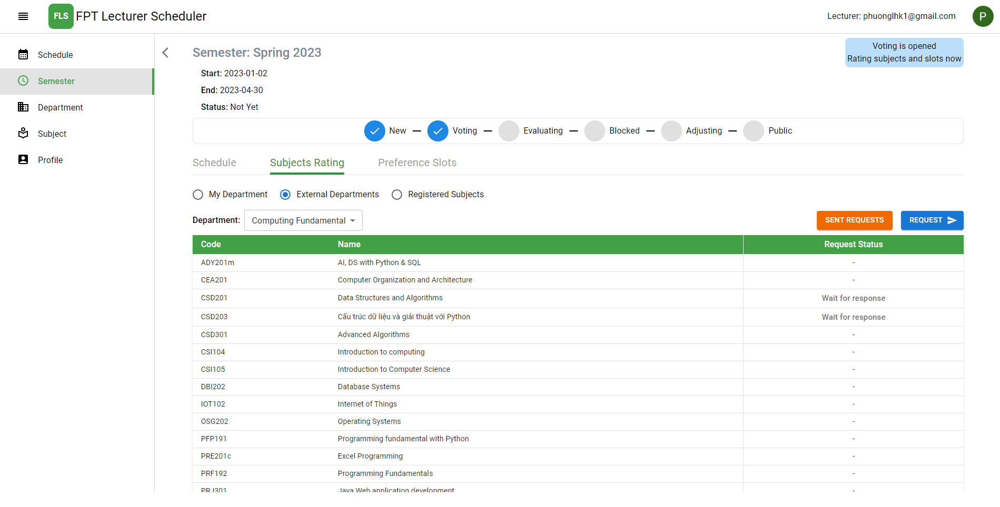 FLS FPT Lecturer Scheduler
Lecturer: phuonglhk1@gmail.com
P
Schedule
Semester
Department
Subject
Profile
Semester: Spring 2023
Voting is opened
Rating subjects and slots now
Start: 2023-01-02
End: 2023-04-30
Status: Not Yet
New — Voting — Evaluating — Blocked — Adjusting — Public
Schedule Subjects Rating Preference Slots
My Department External Departments Registered Subjects
Department: Computing Fundamental
SENT REQUESTS REQUEST
Code Name Request Status
ADY201m AI, DS with Python & SQL -
CEA201 Computer Organization and Architecture -
CSD201 Data Structures and Algorithms Wait for response
CSD203 Cấu trúc dữ liệu và giải thuật với Python Wait for response
CSD301 Advanced Algorithms -
CSI104 Introduction to computing -
CSI105 Introduction to Computer Science -
DBI202 Database Systems -
IOT102 Internet of Things -
OSG202 Operating Systems -
PFP191 Programming fundamental with Python -
PRE201c Excel Programming -
PRF192 Programming Fundamentals -
PRJ301 Java Web application development -